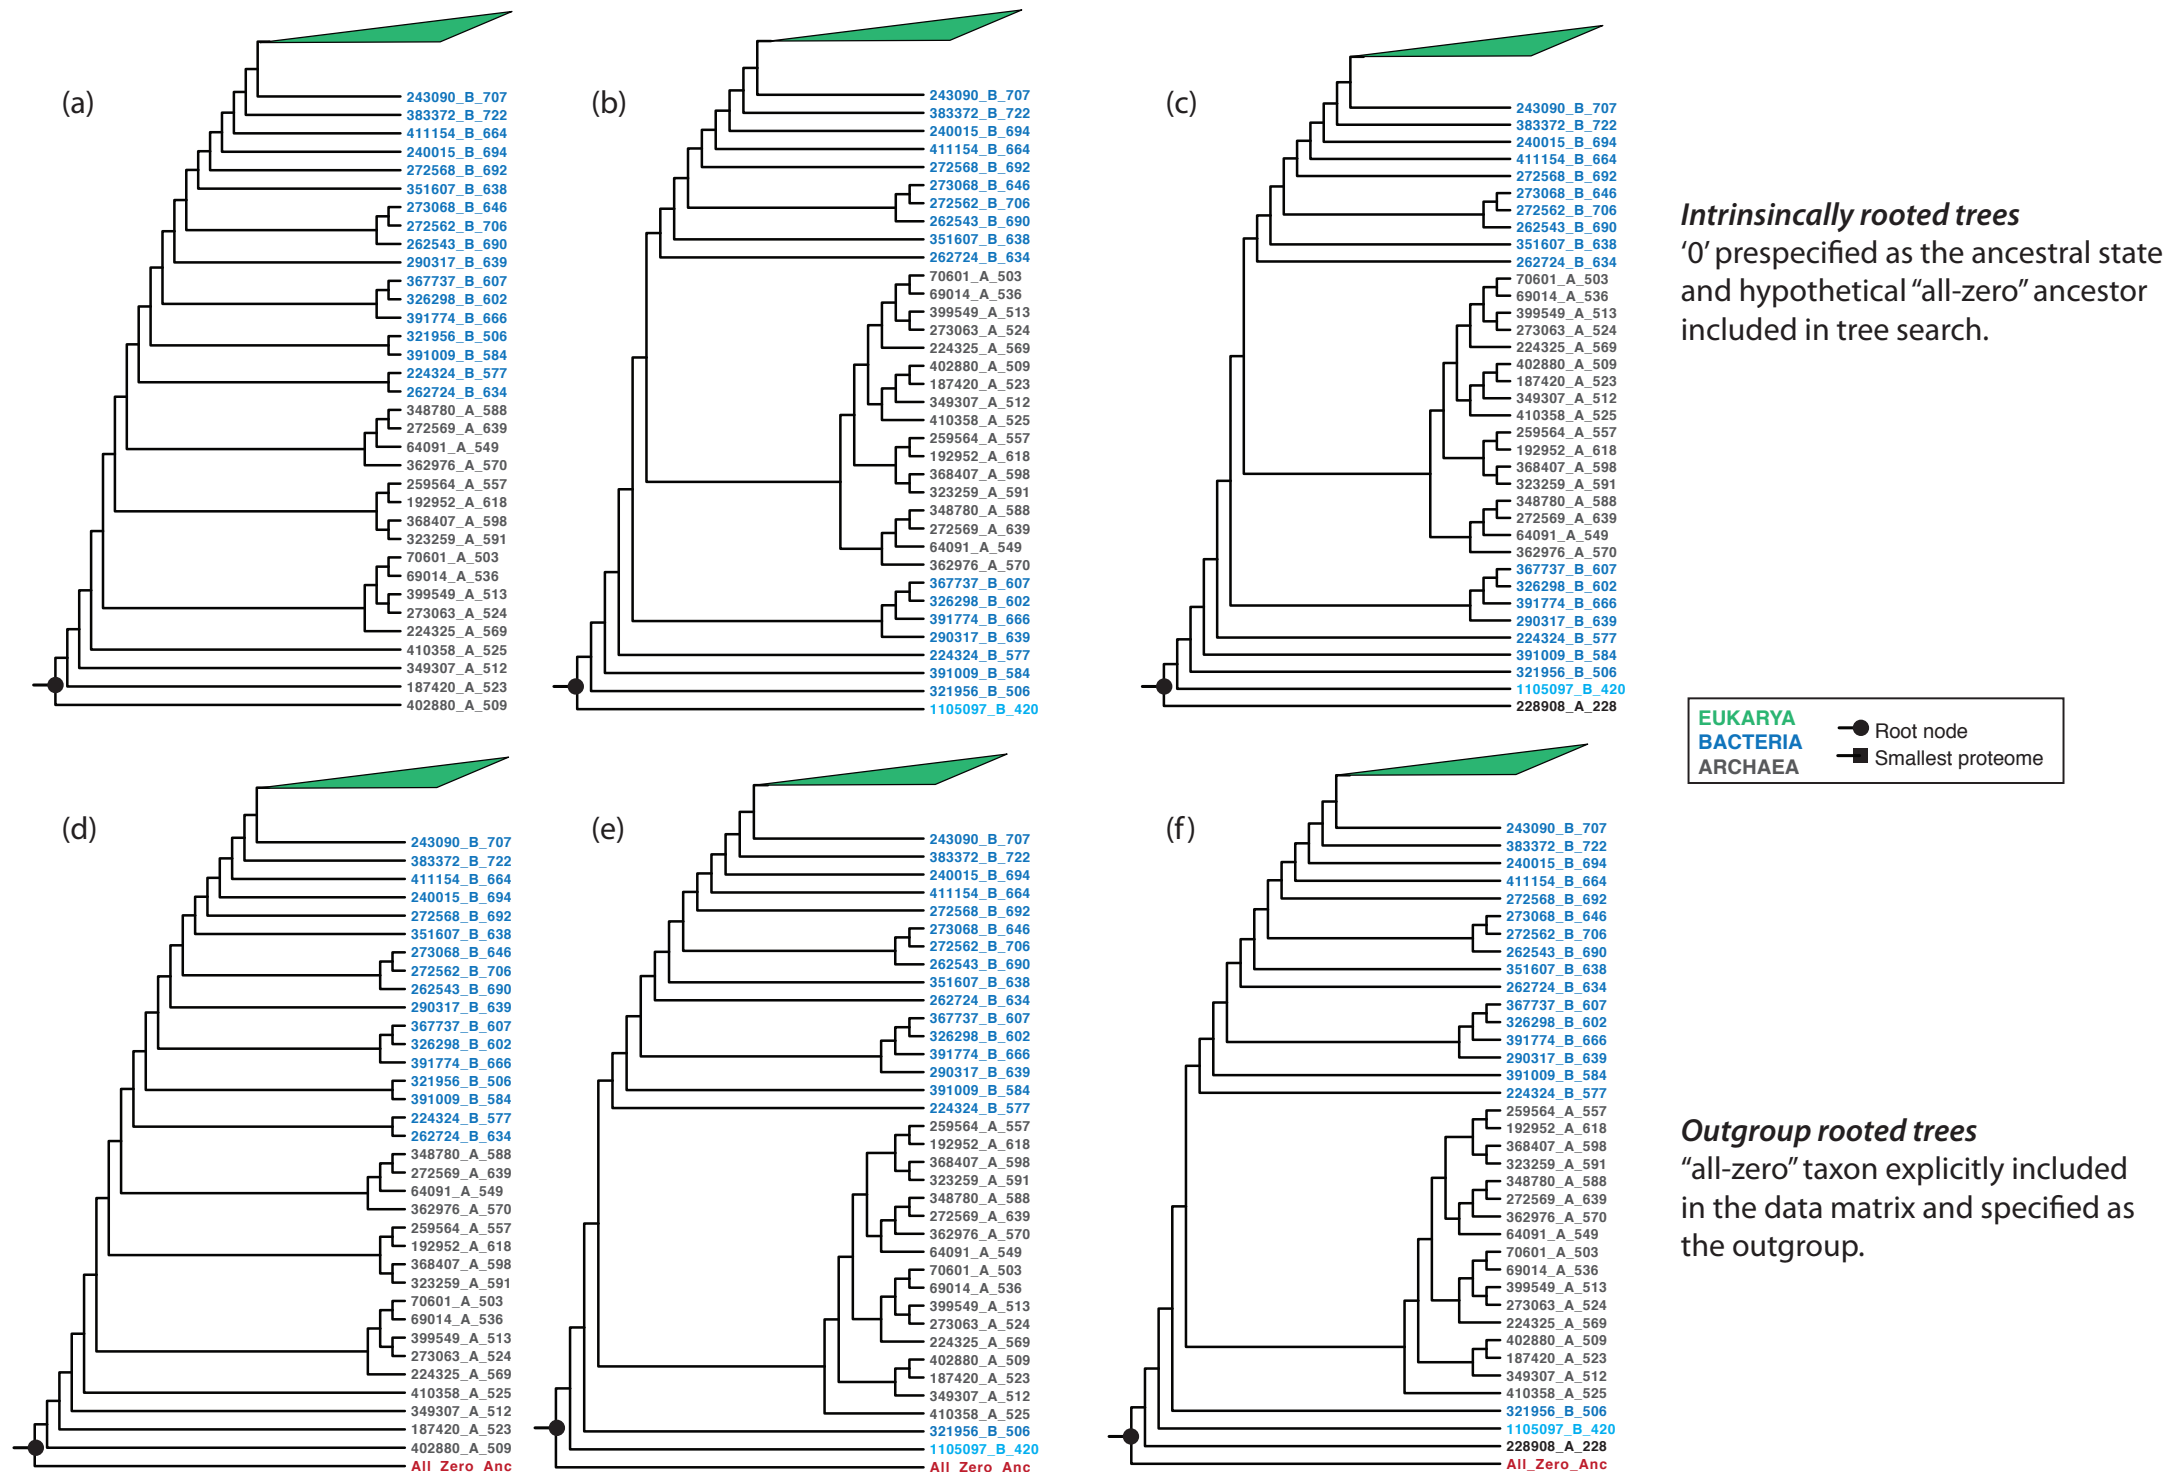 (a)
243090_B_707
383372_B_722
411154_B_664
240015_B_694
272568_B_692
351607_B_638
273068_B_646
272562_B_706
262543_B_690
290317_B_639
367737_B_607
326298_B_602
391774_B_666
321956_B_506
391009_B_584
224324_B_577
262724_B_634
348780_A_588
272569_A_639
64091_A_549
362976_A_570
259564_A_557
192952_A_618
368407_A_598
323259_A_591
70601_A_503
69014_A_536
399549_A_513
273063_A_524
224325_A_569
410358_A_525
349307_A_512
187420_A_523
402880_A_509
(b)
243090_B_707
383372_B_722
240015_B_694
411154_B_664
272568_B_692
273068_B_646
272562_B_706
262543_B_690
351607_B_638
262724_B_634
70601_A_503
69014_A_536
399549_A_513
273063_A_524
224325_A_569
402880_A_509
187420_A_523
349307_A_512
410358_A_525
259564_A_557
192952_A_618
368407_A_598
323259_A_591
348780_A_588
272569_A_639
64091_A_549
362976_A_570
367737_B_607
326298_B_602
391774_B_666
290317_B_639
224324_B_577
391009_B_584
321956_B_506
1105097_B_420
(c)
243090_B_707
383372_B_722
240015_B_694
411154_B_664
272568_B_692
273068_B_646
272562_B_706
262543_B_690
351607_B_638
262724_B_634
70601_A_503
69014_A_536
399549_A_513
273063_A_524
224325_A_569
402880_A_509
187420_A_523
349307_A_512
410358_A_525
259564_A_557
192952_A_618
368407_A_598
323259_A_591
348780_A_588
272569_A_639
64091_A_549
362976_A_570
367737_B_607
326298_B_602
391774_B_666
290317_B_639
224324_B_577
391009_B_584
321956_B_506
1105097_B_420
228908_A_228
Intrinsincally rooted trees
‘0’ prespecified as the ancestral state
and hypothetical “all-zero” ancestor
included in tree search.
EUKARYA
BACTERIA
ARCHAEA
Root node
Smallest proteome
(d)
243090_B_707
383372_B_722
411154_B_664
240015_B_694
272568_B_692
351607_B_638
273068_B_646
272562_B_706
262543_B_690
290317_B_639
367737_B_607
326298_B_602
391774_B_666
321956_B_506
391009_B_584
224324_B_577
262724_B_634
348780_A_588
272569_A_639
64091_A_549
362976_A_570
259564_A_557
192952_A_618
368407_A_598
323259_A_591
70601_A_503
69014_A_536
399549_A_513
273063_A_524
224325_A_569
410358_A_525
349307_A_512
187420_A_523
402880_A_509
All_Zero_Anc
(e)
243090_B_707
383372_B_722
240015_B_694
411154_B_664
272568_B_692
273068_B_646
272562_B_706
262543_B_690
351607_B_638
262724_B_634
367737_B_607
326298_B_602
391774_B_666
290317_B_639
391009_B_584
224324_B_577
259564_A_557
192952_A_618
368407_A_598
323259_A_591
348780_A_588
272569_A_639
362976_A_570
64091_A_549
70601_A_503
69014_A_536
399549_A_513
273063_A_524
224325_A_569
402880_A_509
187420_A_523
349307_A_512
410358_A_525
321956_B_506
1105097_B_420
All_Zero_Anc
(f)
243090_B_707
383372_B_722
240015_B_694
411154_B_664
272568_B_692
273068_B_646
272562_B_706
262543_B_690
351607_B_638
262724_B_634
367737_B_607
326298_B_602
391774_B_666
290317_B_639
391009_B_584
224324_B_577
259564_A_557
192952_A_618
368407_A_598
323259_A_591
348780_A_588
272569_A_639
362976_A_570
64091_A_549
70601_A_503
69014_A_536
399549_A_513
273063_A_524
224325_A_569
402880_A_509
187420_A_523
349307_A_512
410358_A_525
321956_B_506
1105097_B_420
228908_A_228
All_Zero_Anc
Outgroup rooted trees
“all-zero” taxon explicitly included
in the data matrix and specified as
the outgroup.